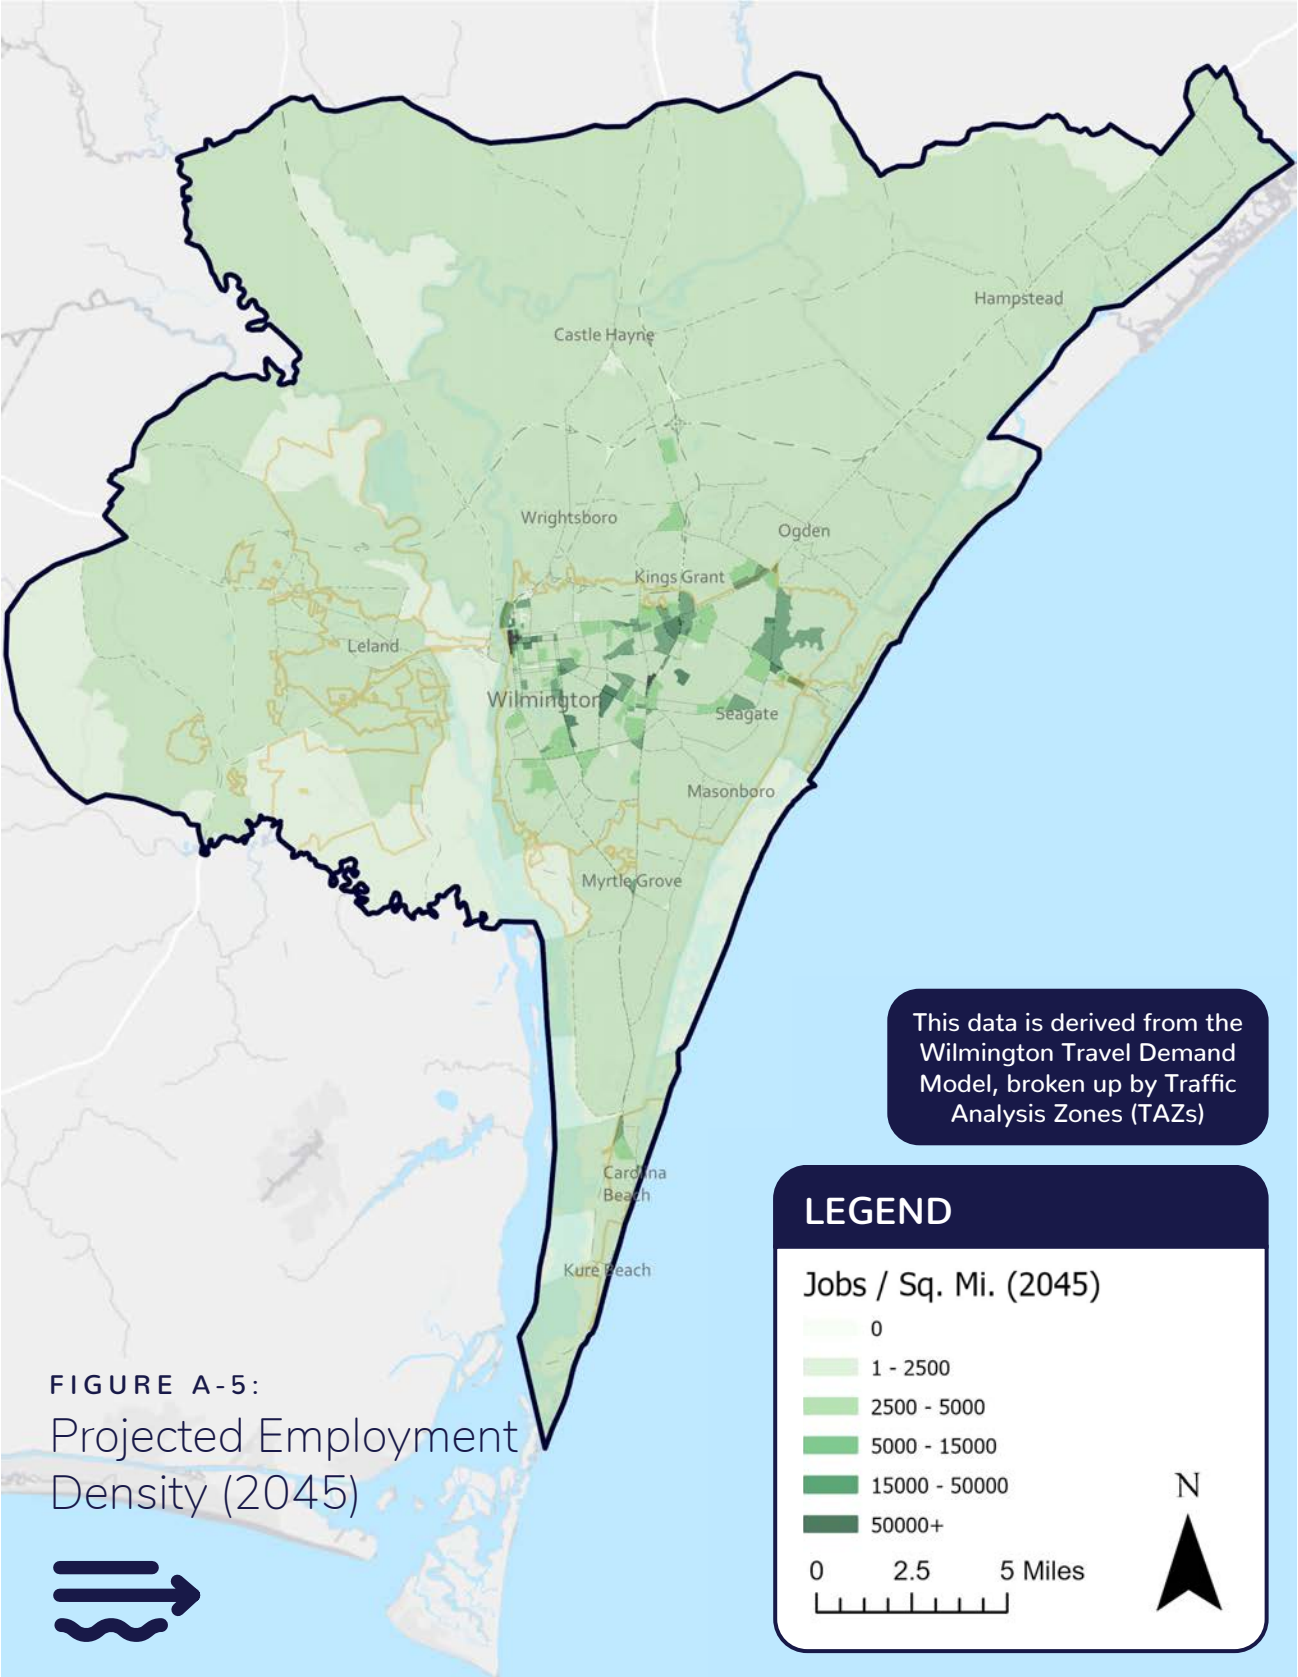 Hampstead
Castle Hayne
Wrightsboro
Ogden
Kings Grant
Leland
Wilmington
Seagate
Masonboro
Myrtle Grove
Carolina
Beach
Kure Beach
This data is derived from the
Wilmington Travel Demand
Model, broken up by Traffic
Analysis Zones (TAZs)
LEGEND
Jobs / Sq. Mi. (2045)
0
1 - 2500
2500 - 5000
5000 - 15000
15000 - 50000
50000+
0 2.5 5 Miles
N
FIGURE A-5:
Projected Employment
Density (2045)